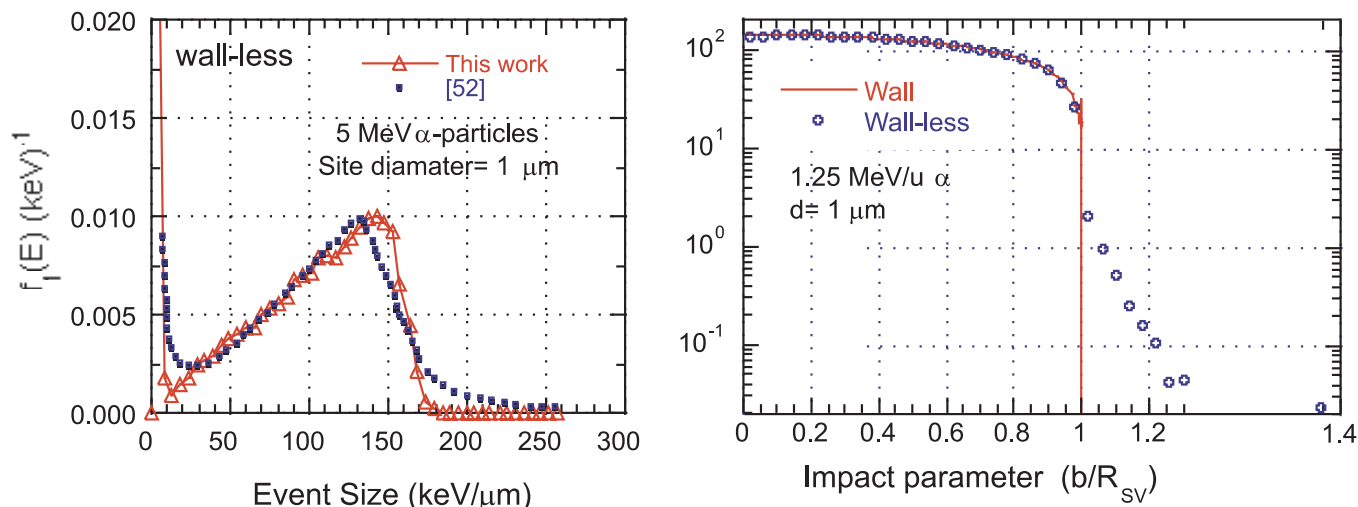 0.020
0.015
0.010
0.005
0.000
f₁(E) (keV)⁻¹
wall-less
This work
[52]
5 MeV α-particles
Site diamater= 1 μm
0 50 100 150 200 250 300
Event Size (keV/μm)
10²
10¹
10⁰
10⁻¹
Wall
Wall-less
1.25 MeV/u α
d= 1 μm
0 0.2 0.4 0.6 0.8 1 1.2 1.4
Impact parameter (b/R_SV)